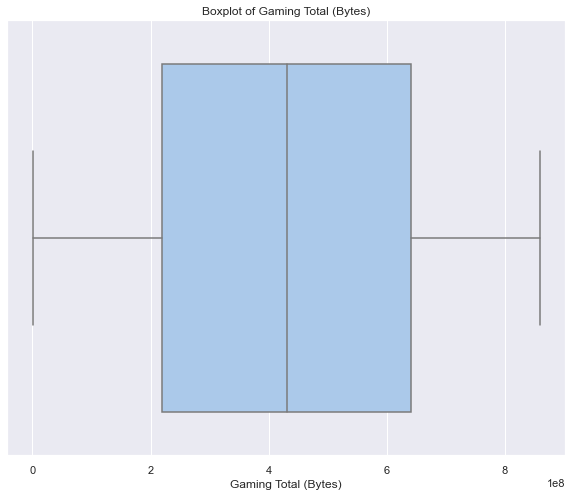 Boxplot of Gaming Total (Bytes)
0 2 4 6 8
1e8
Gaming Total (Bytes)